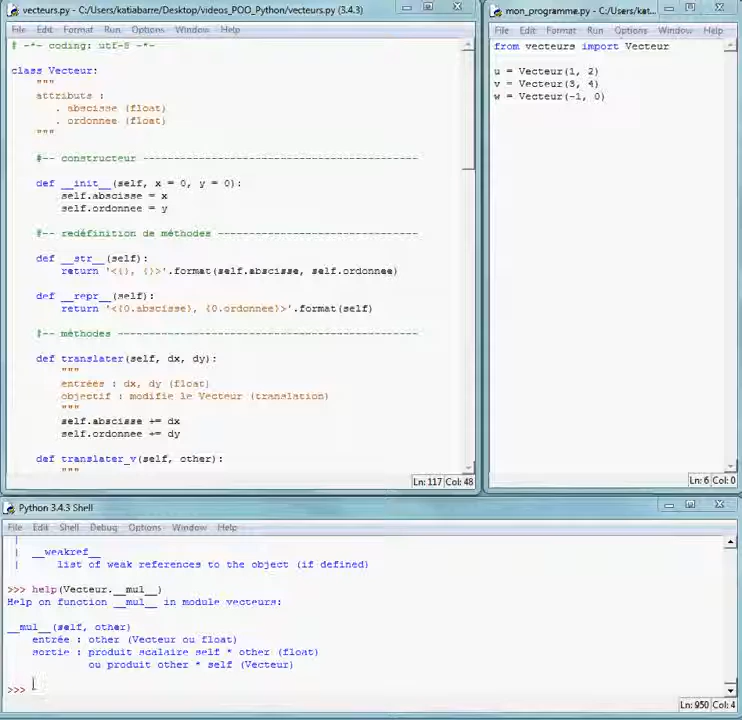 vecteurs.py - C:/Users/katiabarre/Desktop/videos_POO_Python/vecteurs.py (3.4.3)
File Edit Format Run Options Window Help
# -*- coding: utf-8 -*-
class Vecteur:
"""
attributs :
. abscisse (float)
. ordonnee (float)
"""
#-- constructeur --------------------------------------------
def __init__(self, x = 0, y = 0):
self.abscisse = x
self.ordonnee = y
#-- redéfinition de méthodes --------------------------------
def __str__(self):
return '<{}, {}>'.format(self.abscisse, self.ordonnee)
def __repr__(self):
return '<{0.abscisse}, {0.ordonnee}>'.format(self)
#-- méthodes ------------------------------------------------
def translater(self, dx, dy):
"""
entrées : dx, dy (float)
objectif : modifie le Vecteur (translation)
"""
self.abscisse += dx
self.ordonnee += dy
def translater_v(self, other):
"""
Ln: 117 Col: 48
mon_programme.py - C:/Users/kat...
File Edit Format Run Options Window Help
from vecteurs import Vecteur
u = Vecteur(1, 2)
v = Vecteur(3, 4)
w = Vecteur(-1, 0)
Ln: 6 Col: 0
Python 3.4.3 Shell
File Edit Shell Debug Options Window Help
|
| __weakref__
| list of weak references to the object (if defined)
>>> help(Vecteur.__mul__)
Help on function __mul__ in module vecteurs:
__mul__(self, other)
entrée : other (Vecteur ou float)
sortie : produit scalaire self * other (float)
ou produit other * self (Vecteur)
>>>
Ln: 950 Col: 4